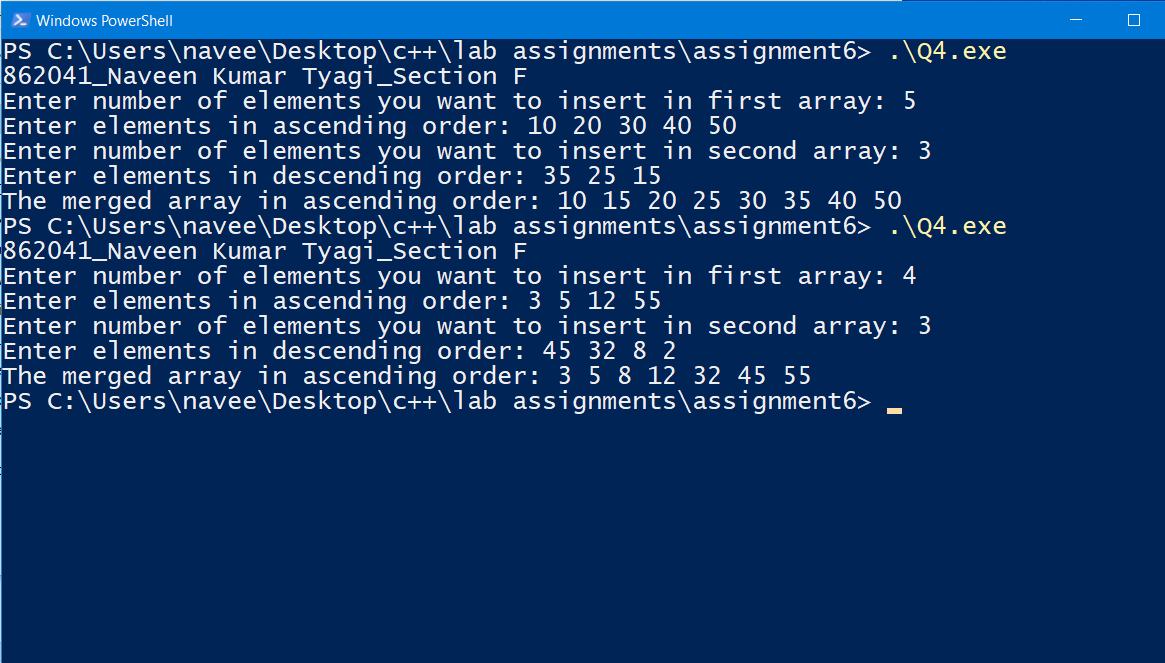 Windows PowerShell
PS C:\Users\navee\Desktop\c++\lab assignments\assignment6> .\Q4.exe
862041_Naveen Kumar Tyagi_Section F
Enter number of elements you want to insert in first array: 5
Enter elements in ascending order: 10 20 30 40 50
Enter number of elements you want to insert in second array: 3
Enter elements in descending order: 35 25 15
The merged array in ascending order: 10 15 20 25 30 35 40 50
PS C:\Users\navee\Desktop\c++\lab assignments\assignment6> .\Q4.exe
862041_Naveen Kumar Tyagi_Section F
Enter number of elements you want to insert in first array: 4
Enter elements in ascending order: 3 5 12 55
Enter number of elements you want to insert in second array: 3
Enter elements in descending order: 45 32 8 2
The merged array in ascending order: 3 5 8 12 32 45 55
PS C:\Users\navee\Desktop\c++\lab assignments\assignment6>